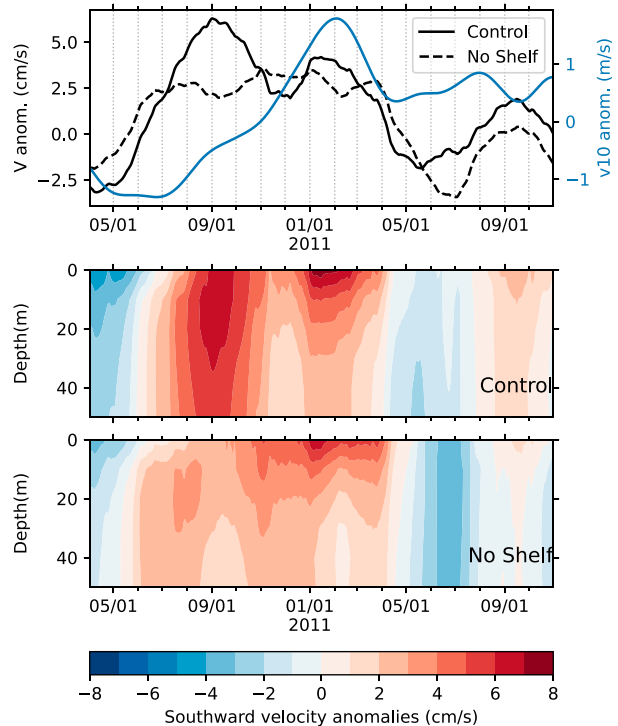 Control
No Shelf
5.0
2.5
0.0
−2.5
V anom. (cm/s)
1
0
−1
v10 anom. (m/s)
05/01 09/01 01/01 05/01 09/01
2011
0
20
40
Depth(m)
Control
0
20
40
Depth(m)
No Shelf
05/01 09/01 01/01 05/01 09/01
2011
−8 −6 −4 −2 0 2 4 6 8
Southward velocity anomalies (cm/s)